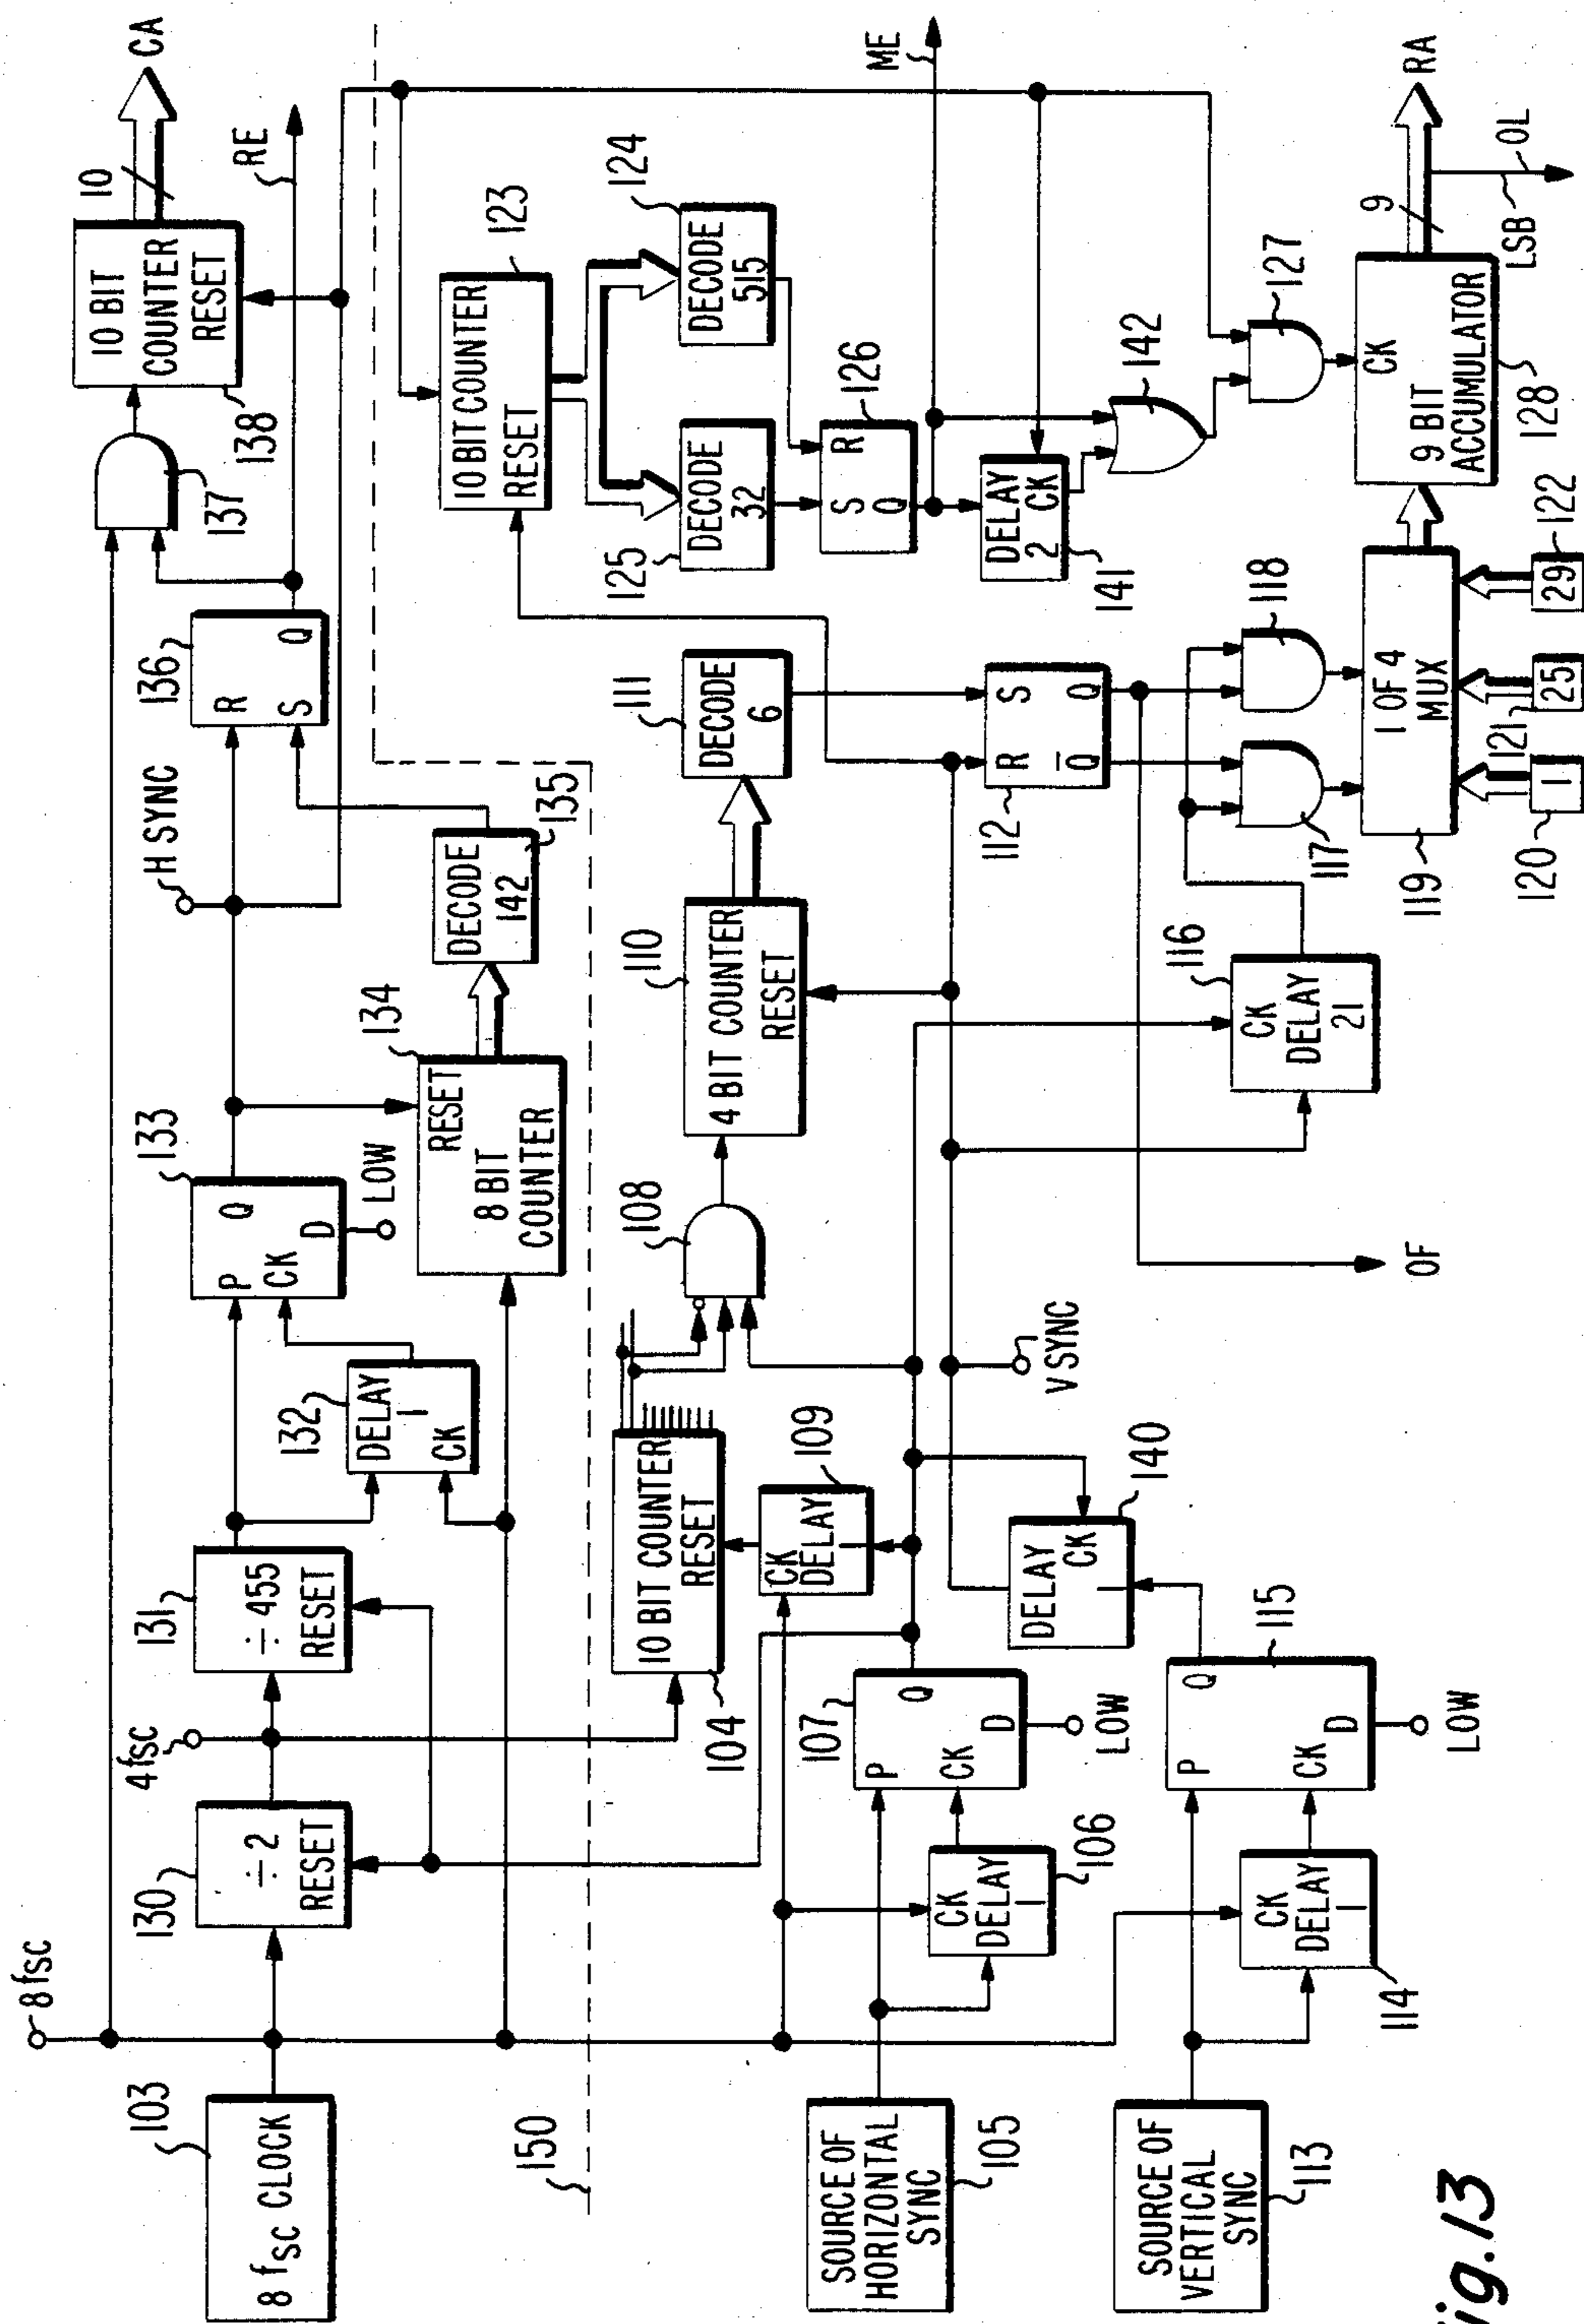 8 fsc
103
8 fsc CLOCK
130
÷ 2
RESET
4 fsc
131
÷ 455
RESET
132
DELAY
1
CK
133
P Q
CK
D
LOW
134
RESET
8 BIT
COUNTER
H SYNC
DECODE
142
135
136
R
S Q
137
10 BIT
COUNTER
RESET
138
10
CA
RE
150
10 BIT COUNTER
RESET
104
CK
DELAY
1
109
108
110
4 BIT COUNTER
RESET
111
DECODE
6
10 BIT COUNTER
RESET
123
DECODE
515
124
DECODE
32
125
126
S R
Q
ME
DELAY
2 CK
141
142
127
SOURCE OF
HORIZONTAL
SYNC
105
CK
DELAY
1
106
107
P Q
CK
D
LOW
DELAY
CK
1
140
V SYNC
112
R S
Q Q
OF
116
CK
DELAY
21
117
118
1 OF 4
MUX
119
1
120
25
121
29
122
CK
9 BIT
ACCUMULATOR
128
9
RA
LSB
OL
SOURCE OF
VERTICAL
SYNC
113
CK
DELAY
1
114
115
P Q
CK
D
LOW
Fig. 13